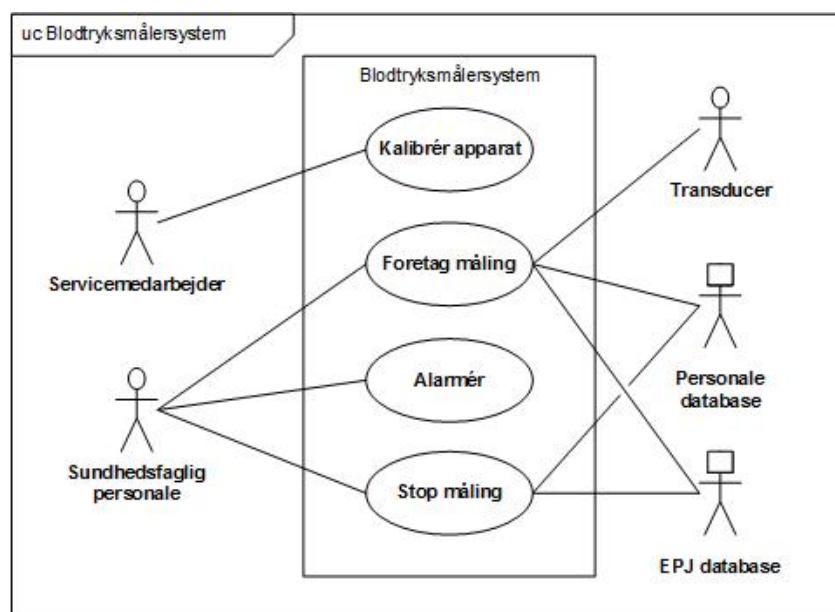 uc Blodtryksmålersystem
Blodtryksmålersystem
Kalibrér apparat
Transducer
Servicemedarbejder
Foretag måling
Personale
database
Alarmér
Sundhedsfaglig
personale
Stop måling
EPJ database